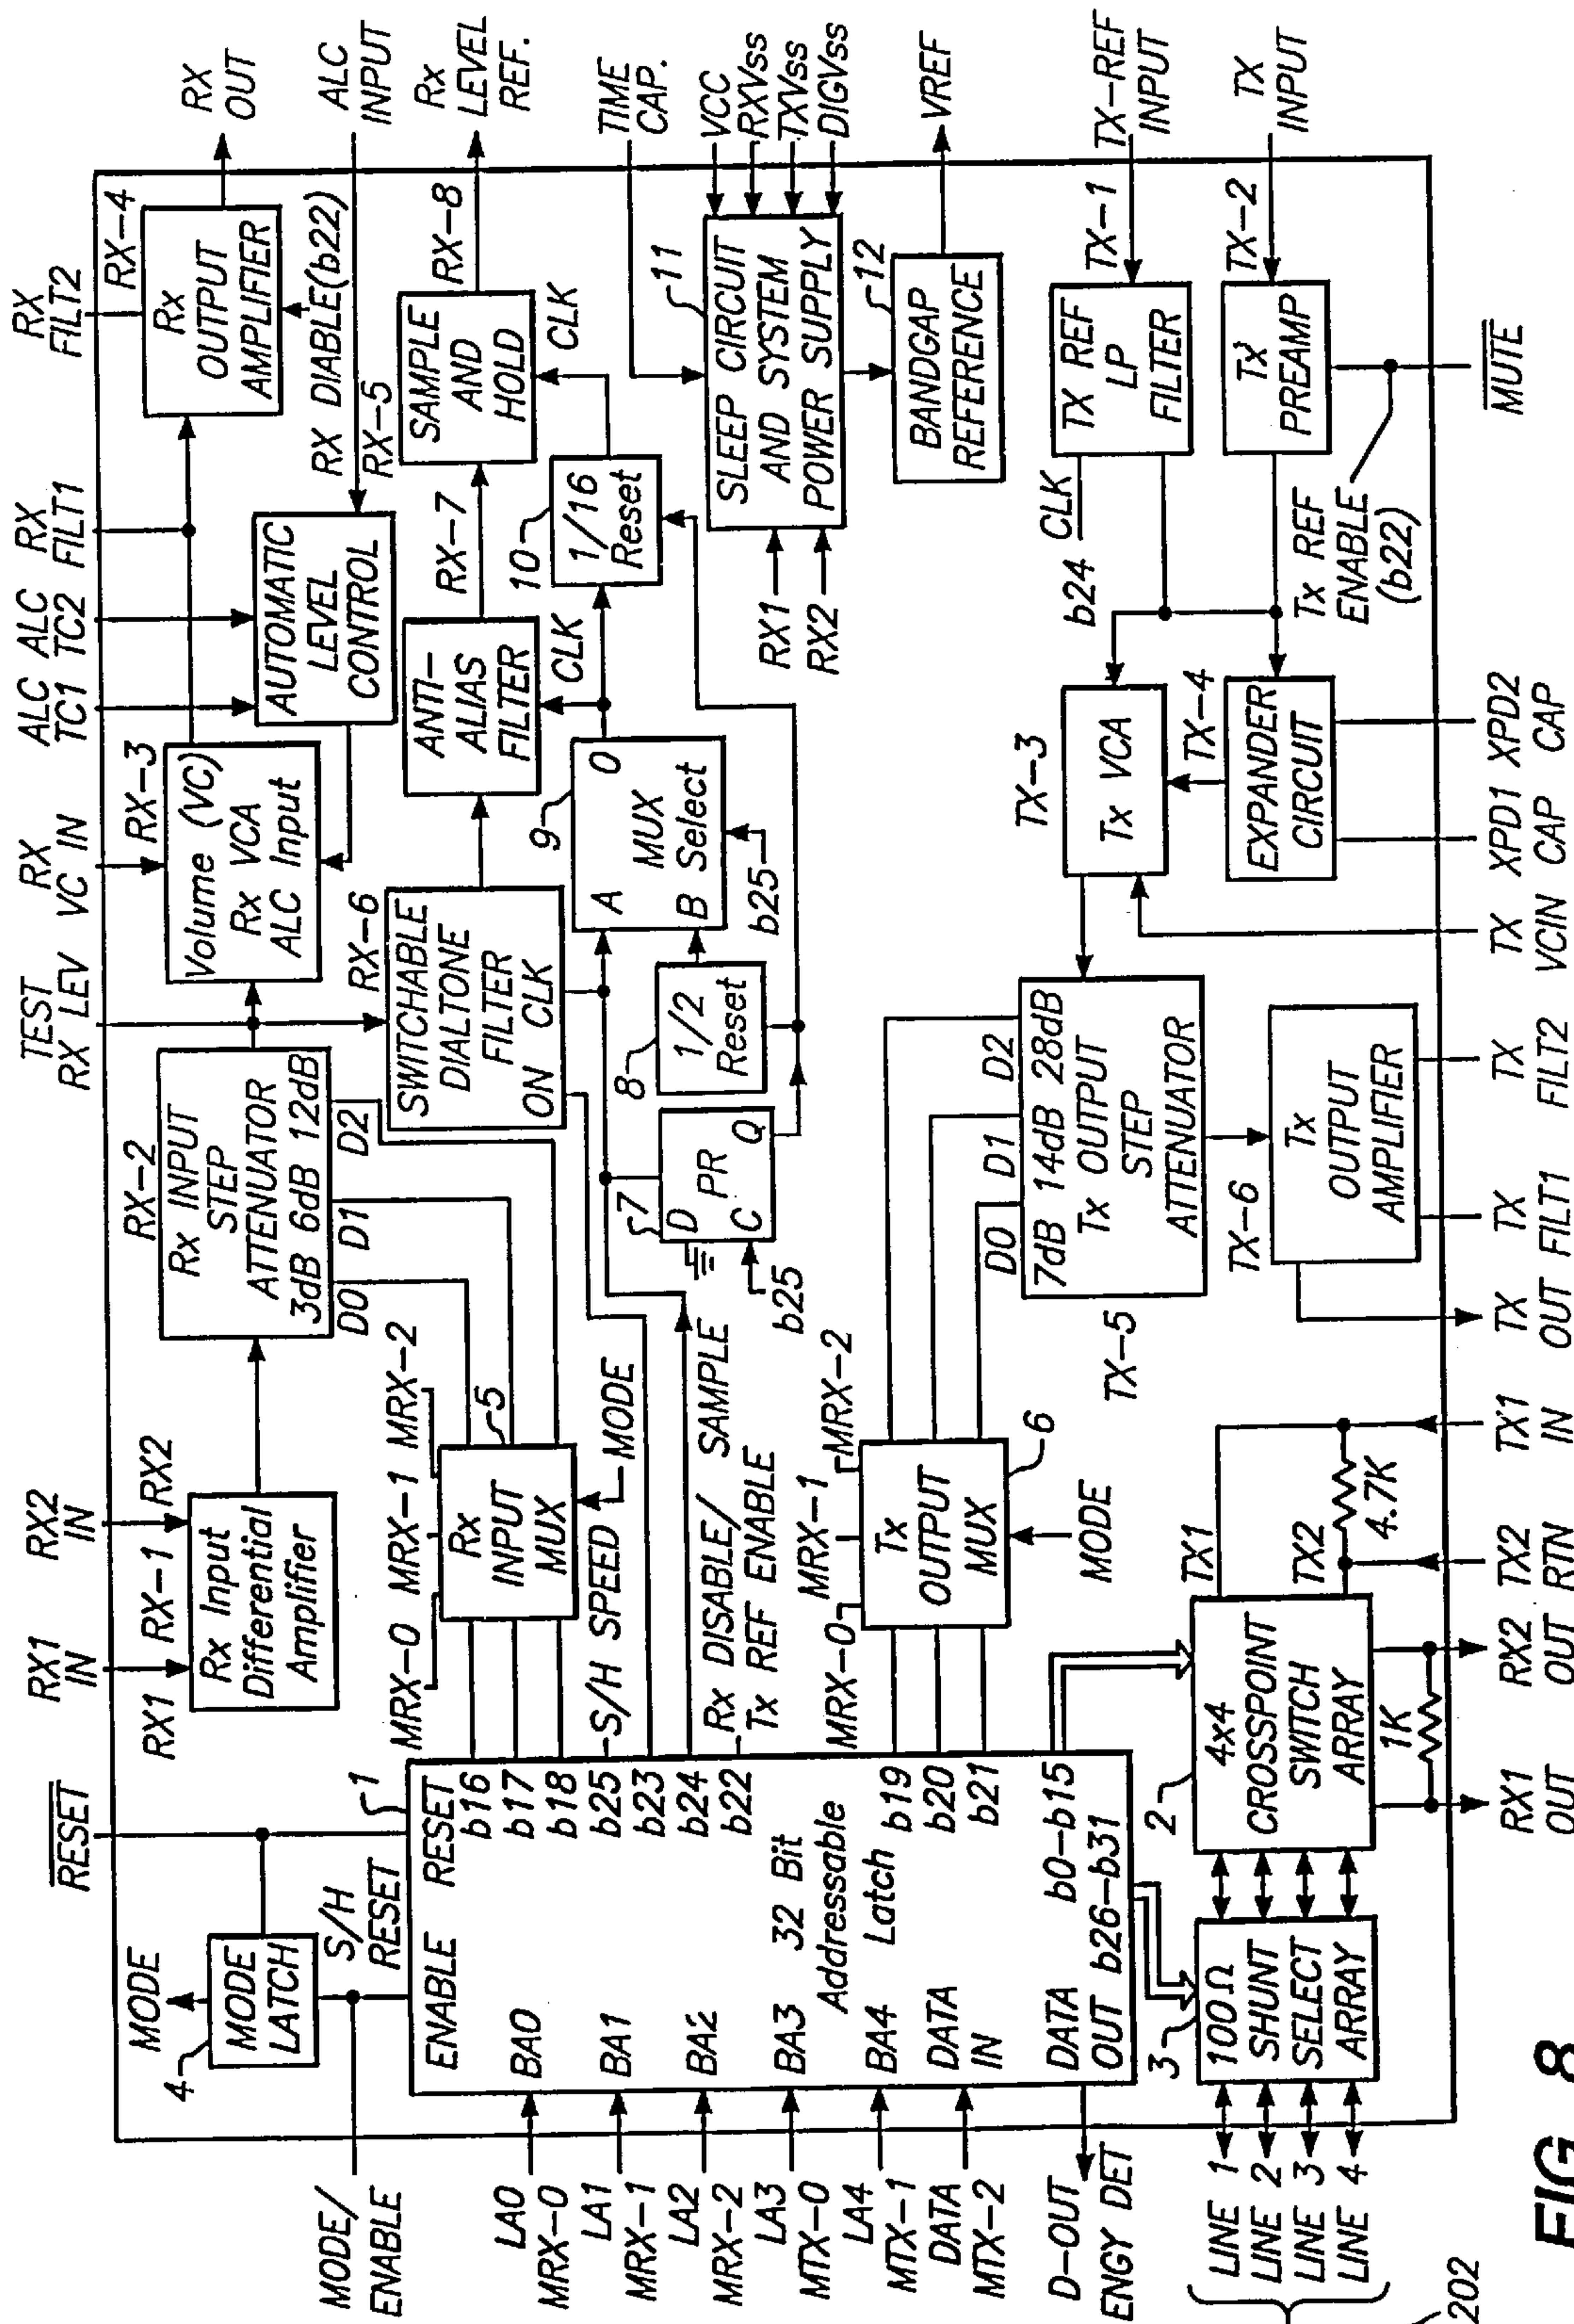 RX1
IN
RX2
IN
TEST
RX LEV
RX
VC IN
ALC
TC1
ALC
TC2
RX
FILT1
RX
FILT2
RESET
MODE
4
MODE
LATCH
S/H
RESET
MODE/
ENABLE
RX1
RX-1
RX2
Rx Input
Differential
Amplifier
RX-2
Rx INPUT
STEP
ATTENUATOR
3dB 6dB 12dB
D0
D1
D2
RX-3
Volume (VC)
Rx VCA
ALC Input
AUTOMATIC
LEVEL
CONTROL
RX-4
Rx
OUTPUT
AMPLIFIER
RX DIABLE(b22)
RX-5
RX
OUT
ALC
INPUT
Rx
LEVEL
REF.
TIME
CAP.
VCC
RXVss
TXVss
DIGVss
VREF
TX-REF
INPUT
TX
INPUT
1
ENABLE
RESET
b16
b17
b18
b25
b23
b24
b22
b19
b20
b21
b0-b15
b26-b31
BA0
BA1
BA2
BA3
BA4
32 Bit
Addressable
Latch
DATA
IN
DATA
OUT
LA0
MRX-0
LA1
MRX-1
LA2
MRX-2
LA3
MTX-0
LA4
MTX-1
DATA
MTX-2
D-OUT
ENGY DET
MRX-0
MRX-1
MRX-2
Rx
INPUT
MUX
5
MODE
S/H SPEED
Rx DISABLE/ SAMPLE
Tx REF ENABLE
RX-6
SWITCHABLE
DIALTONE
FILTER
ON CLK
ANTI-
ALIAS
FILTER
RX-7
CLK
SAMPLE
AND
HOLD
RX-8
CLK
7
D PR
C Q
b25
8
1/2
Reset
9
A O
MUX
B Select
b25
10
1/16
Reset
11
SLEEP CIRCUIT
AND SYSTEM
POWER SUPPLY
RX1
RX2
12
BANDGAP
REFERENCE
MRX-0
MRX-1
MRX-2
Tx
OUTPUT
MUX
6
MODE
D0
D1
D2
7dB 14dB 28dB
Tx OUTPUT
STEP
ATTENUATOR
TX-5
TX-3
Tx VCA
TX-4
EXPANDER
CIRCUIT
b24
CLK
TX REF
LP
FILTER
TX-1
Tx
PREAMP
TX-2
Tx REF
ENABLE
(b22)
MUTE
TX-6
Tx
OUTPUT
AMPLIFIER
2
4x4
CROSSPOINT
SWITCH
ARRAY
TX1
TX2
4.7K
1K
3
100Ω
SHUNT
SELECT
ARRAY
LINE 1
LINE 2
LINE 3
LINE 4
202
RX1
OUT
RX2
OUT
TX2
RTN
TX1
IN
TX
OUT
TX
FILT1
TX
FILT2
TX
VCIN
XPD1
CAP
XPD2
CAP
FIG. 8